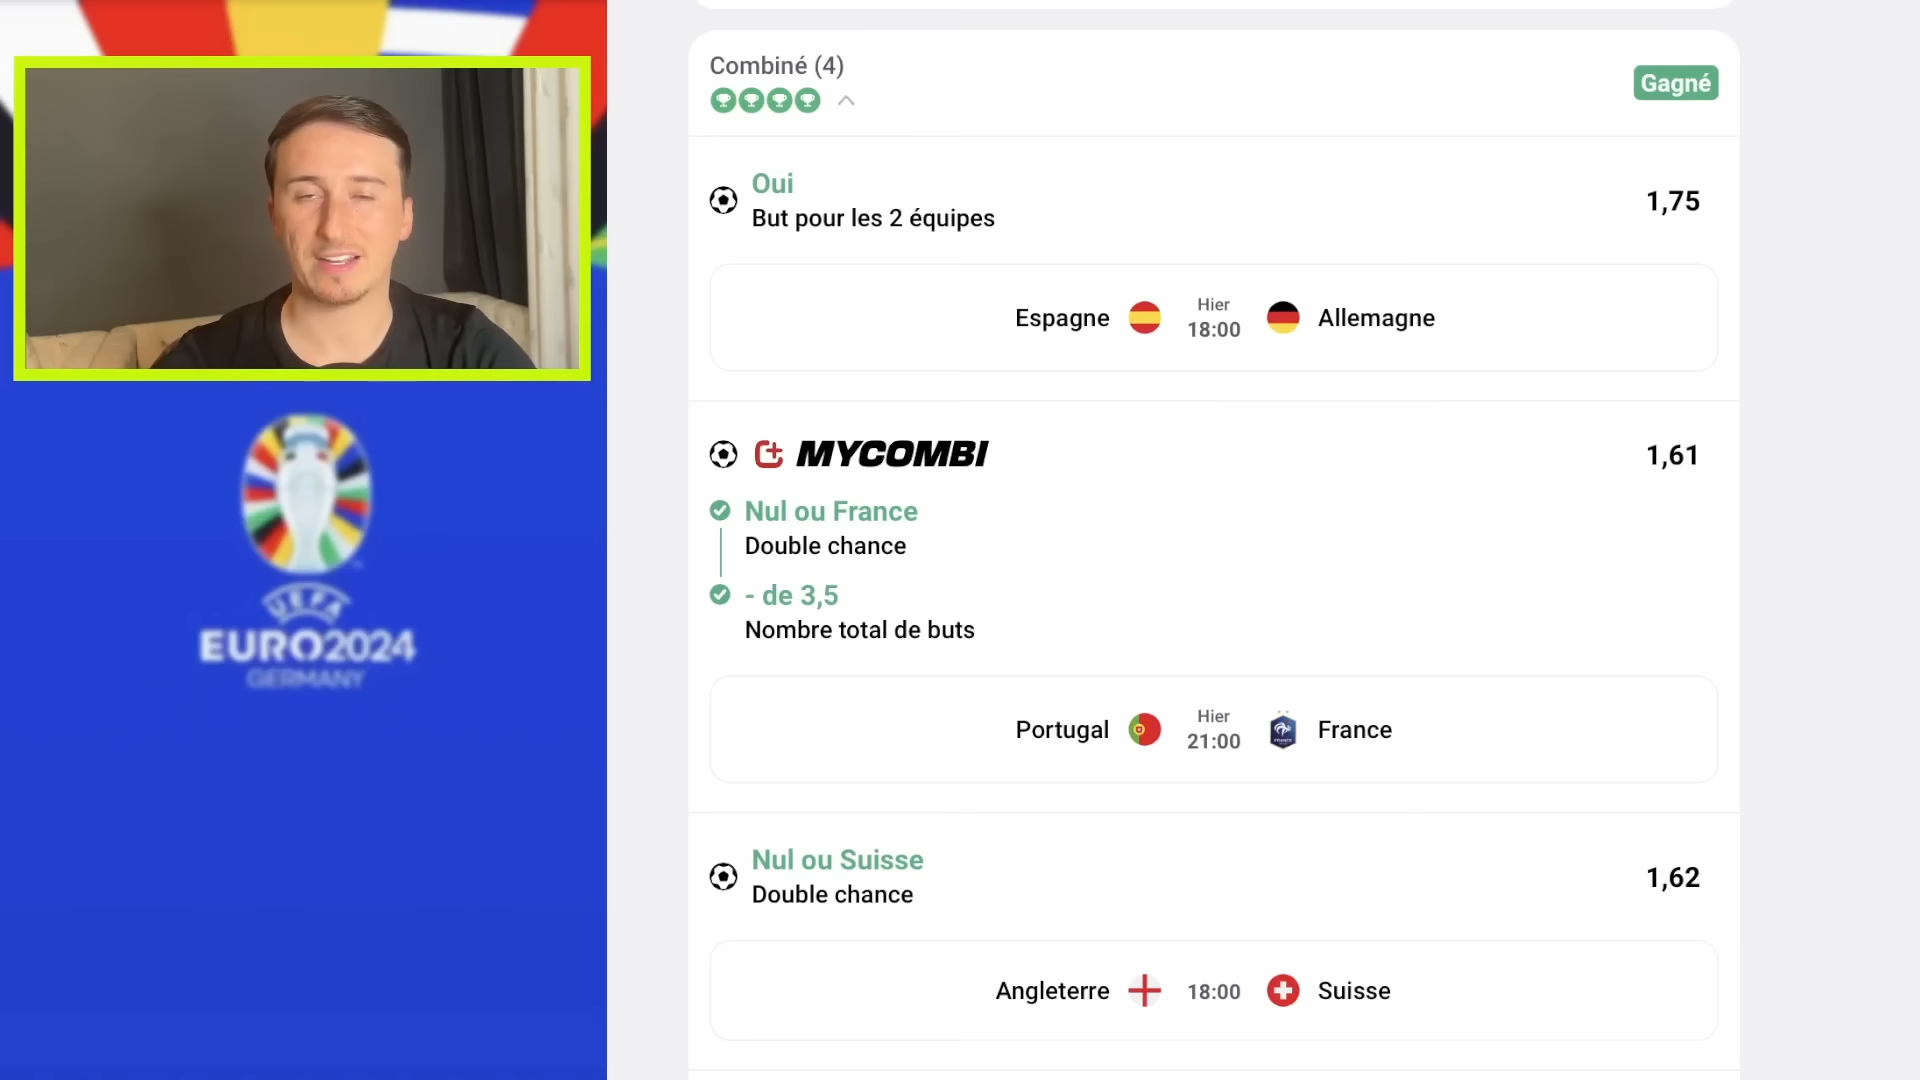 Combiné (4)
Gagné
Oui
But pour les 2 équipes
1,75
Espagne
Hier
18:00
Allemagne
MYCOMBI
1,61
Nul ou France
Double chance
- de 3,5
Nombre total de buts
Portugal
Hier
21:00
France
Nul ou Suisse
Double chance
1,62
Angleterre
18:00
Suisse
UEFA
EURO2024
GERMANY